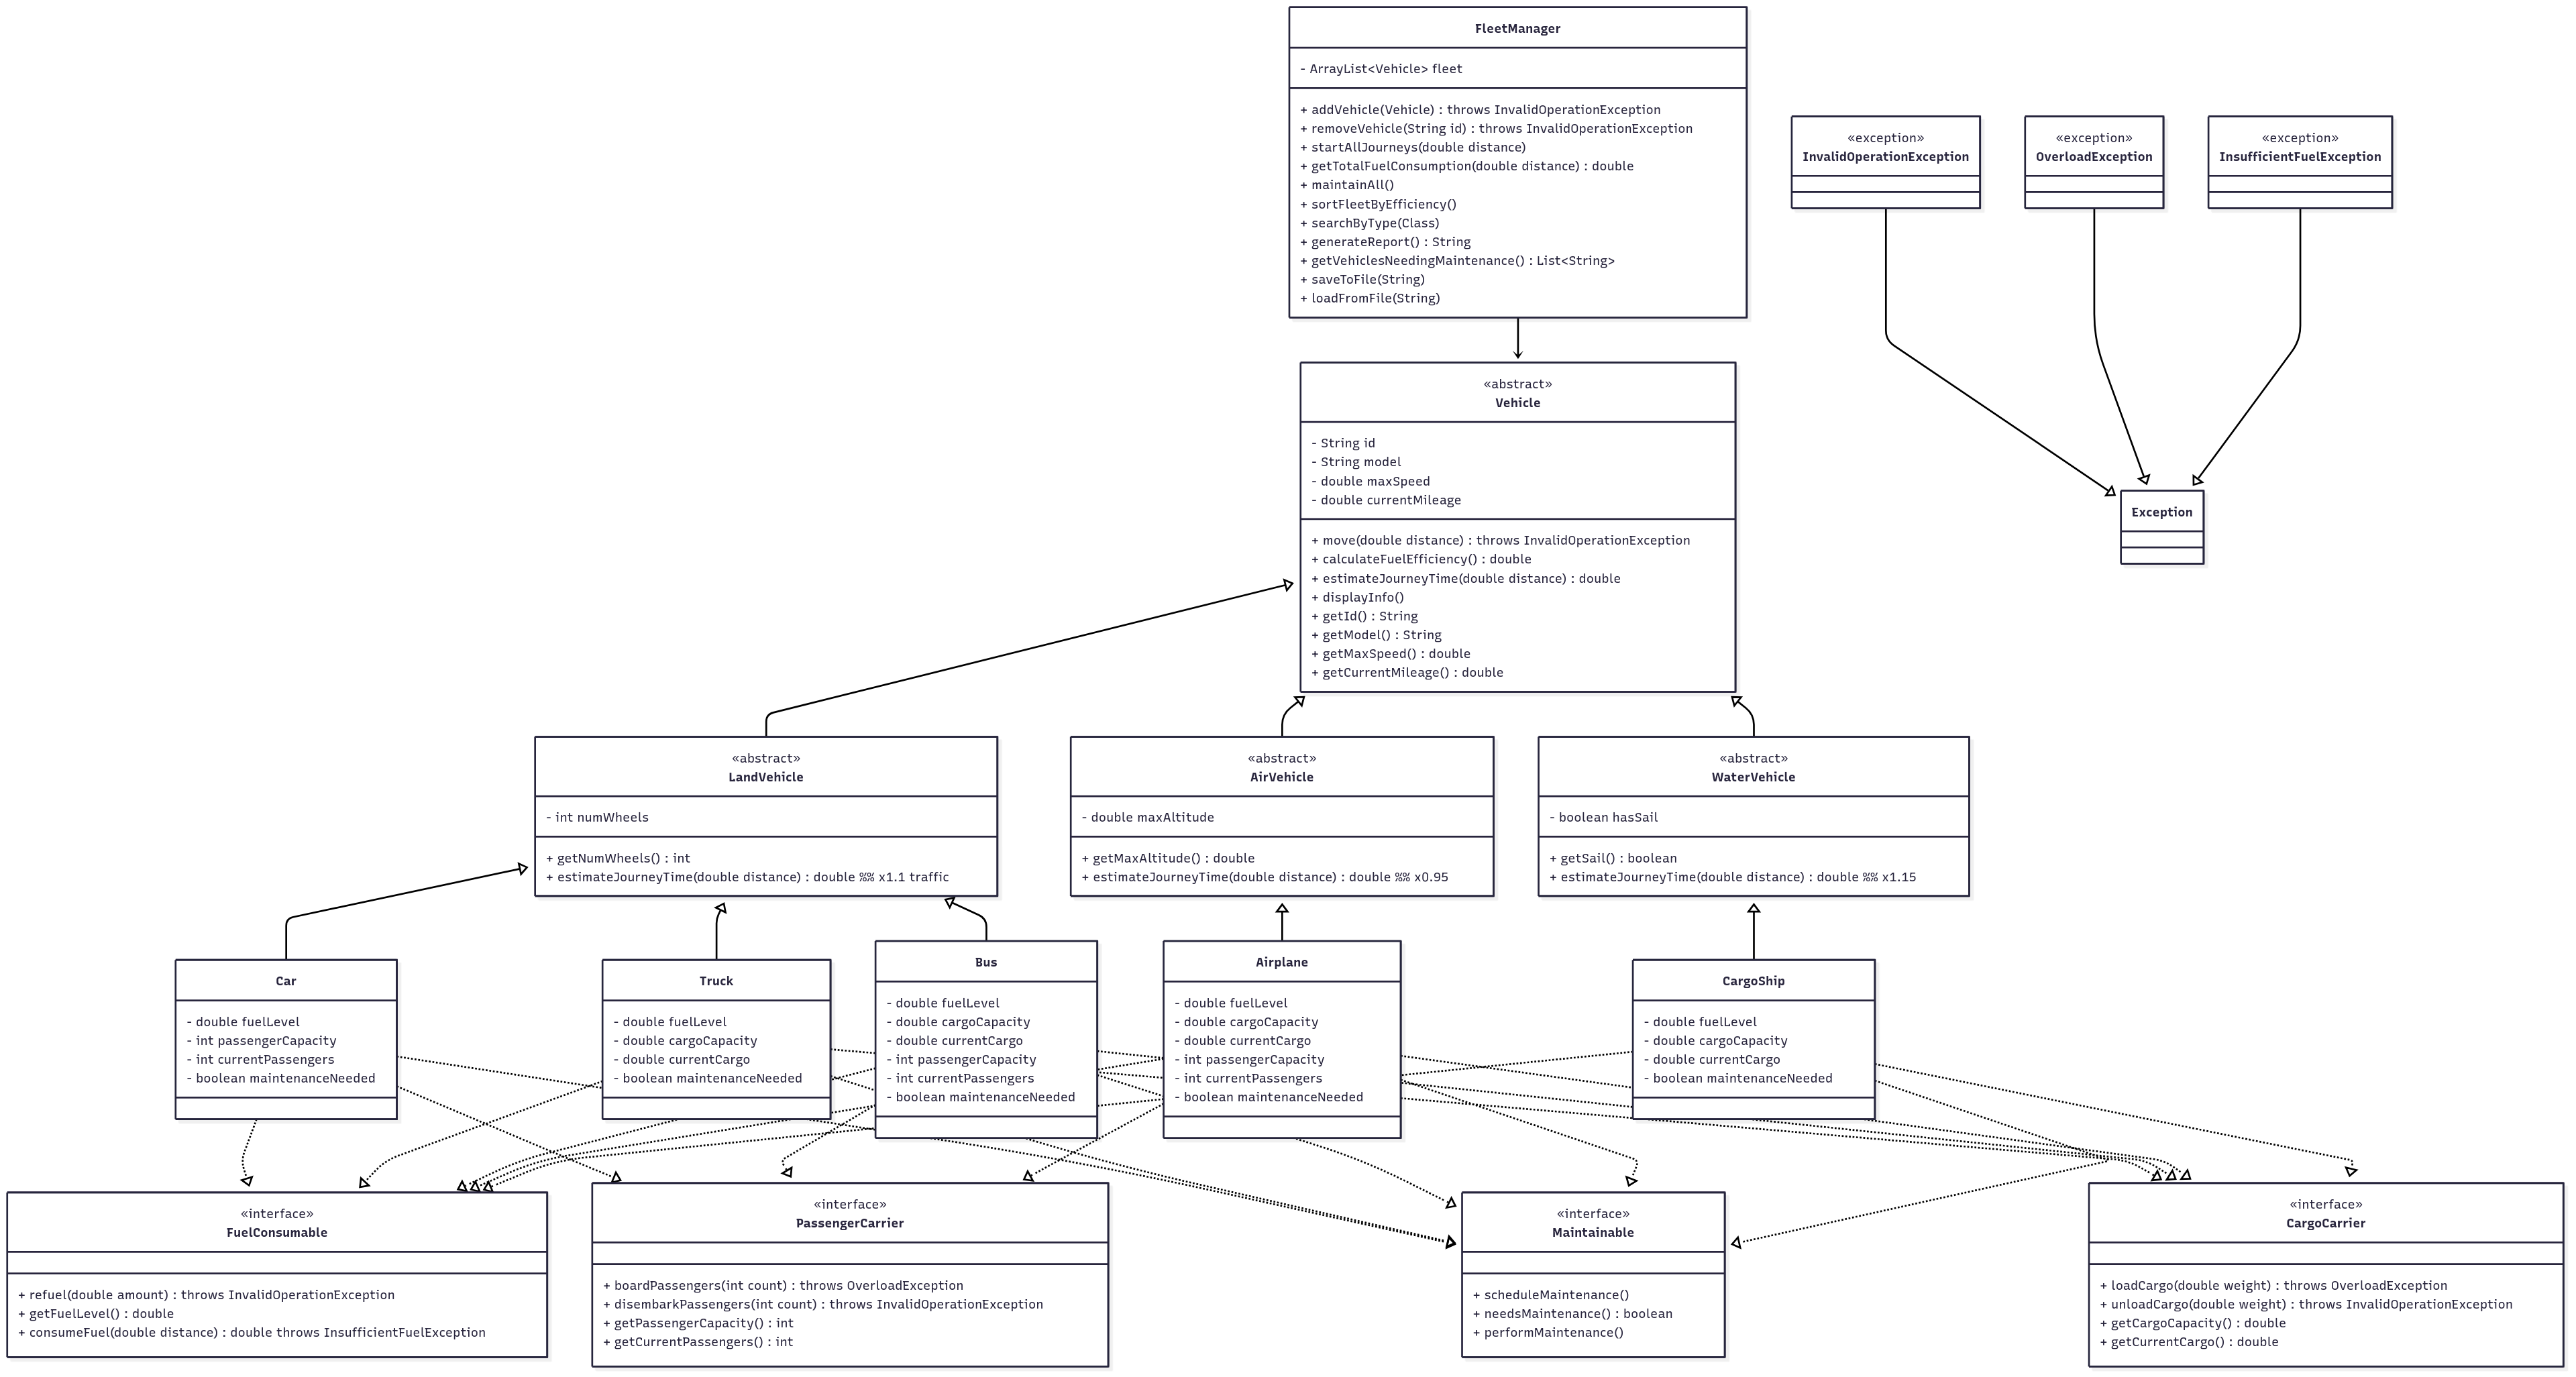 FleetManager
- ArrayList<Vehicle> fleet
+ addVehicle(Vehicle) : throws InvalidOperationException
+ removeVehicle(String id) : throws InvalidOperationException
+ startAllJourneys(double distance)
+ getTotalFuelConsumption(double distance) : double
+ maintainAll()
+ sortFleetByEfficiency()
+ searchByType(Class)
+ generateReport() : String
+ getVehiclesNeedingMaintenance() : List<String>
+ saveToFile(String)
+ loadFromFile(String)
«exception»
InvalidOperationException
«exception»
OverloadException
«exception»
InsufficientFuelException
«abstract»
Vehicle
- String id
- String model
- double maxSpeed
- double currentMileage
+ move(double distance) : throws InvalidOperationException
+ calculateFuelEfficiency() : double
+ estimateJourneyTime(double distance) : double
+ displayInfo()
+ getId() : String
+ getModel() : String
+ getMaxSpeed() : double
+ getCurrentMileage() : double
Exception
«abstract»
LandVehicle
- int numWheels
+ getNumWheels() : int
+ estimateJourneyTime(double distance) : double %% x1.1 traffic
«abstract»
AirVehicle
- double maxAltitude
+ getMaxAltitude() : double
+ estimateJourneyTime(double distance) : double %% x0.95
«abstract»
WaterVehicle
- boolean hasSail
+ getSail() : boolean
+ estimateJourneyTime(double distance) : double %% x1.15
Car
- double fuelLevel
- int passengerCapacity
- int currentPassengers
- boolean maintenanceNeeded
Truck
- double fuelLevel
- double cargoCapacity
- double currentCargo
- boolean maintenanceNeeded
Bus
- double fuelLevel
- double cargoCapacity
- double currentCargo
- int passengerCapacity
- int currentPassengers
- boolean maintenanceNeeded
Airplane
- double fuelLevel
- double cargoCapacity
- double currentCargo
- int passengerCapacity
- int currentPassengers
- boolean maintenanceNeeded
CargoShip
- double fuelLevel
- double cargoCapacity
- double currentCargo
- boolean maintenanceNeeded
«interface»
FuelConsumable
+ refuel(double amount) : throws InvalidOperationException
+ getFuelLevel() : double
+ consumeFuel(double distance) : double throws InsufficientFuelException
«interface»
PassengerCarrier
+ boardPassengers(int count) : throws OverloadException
+ disembarkPassengers(int count) : throws InvalidOperationException
+ getPassengerCapacity() : int
+ getCurrentPassengers() : int
«interface»
Maintainable
+ scheduleMaintenance()
+ needsMaintenance() : boolean
+ performMaintenance()
«interface»
CargoCarrier
+ loadCargo(double weight) : throws OverloadException
+ unloadCargo(double weight) : throws InvalidOperationException
+ getCargoCapacity() : double
+ getCurrentCargo() : double